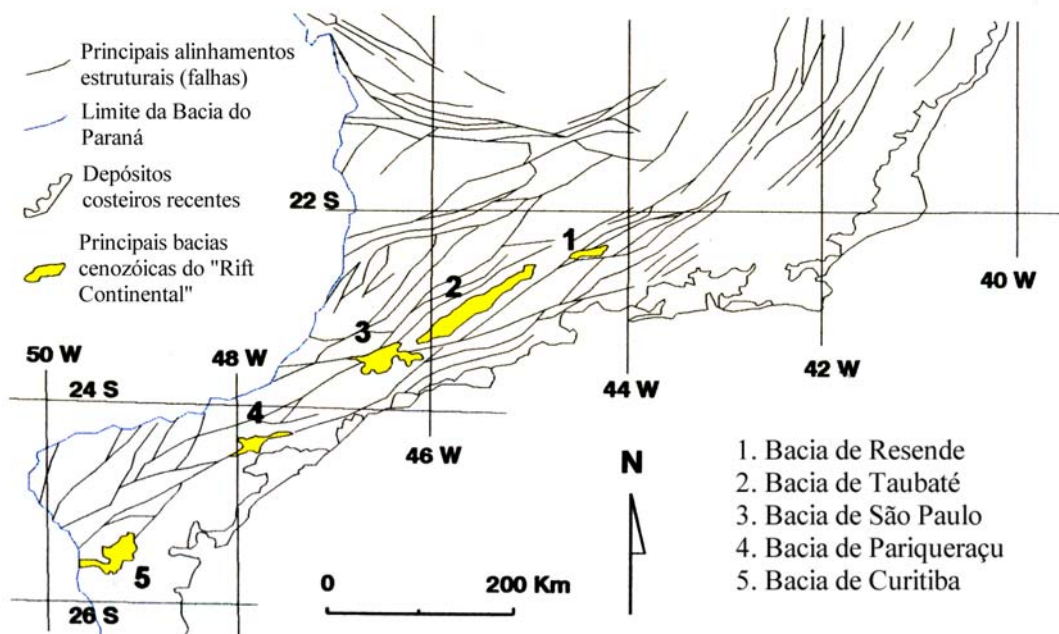 Principais alinhamentos
estruturais (falhas)
Limite da Bacia do
Paraná
Depósitos
costeiros recentes
Principais bacias
cenozóicas do "Rift
Continental"
22 S
1
2
3
40 W
50 W
48 W
44 W
42 W
24 S
4
46 W
N
5
26 S
0
200 Km
1. Bacia de Resende
2. Bacia de Taubaté
3. Bacia de São Paulo
4. Bacia de Pariqueraçu
5. Bacia de Curitiba